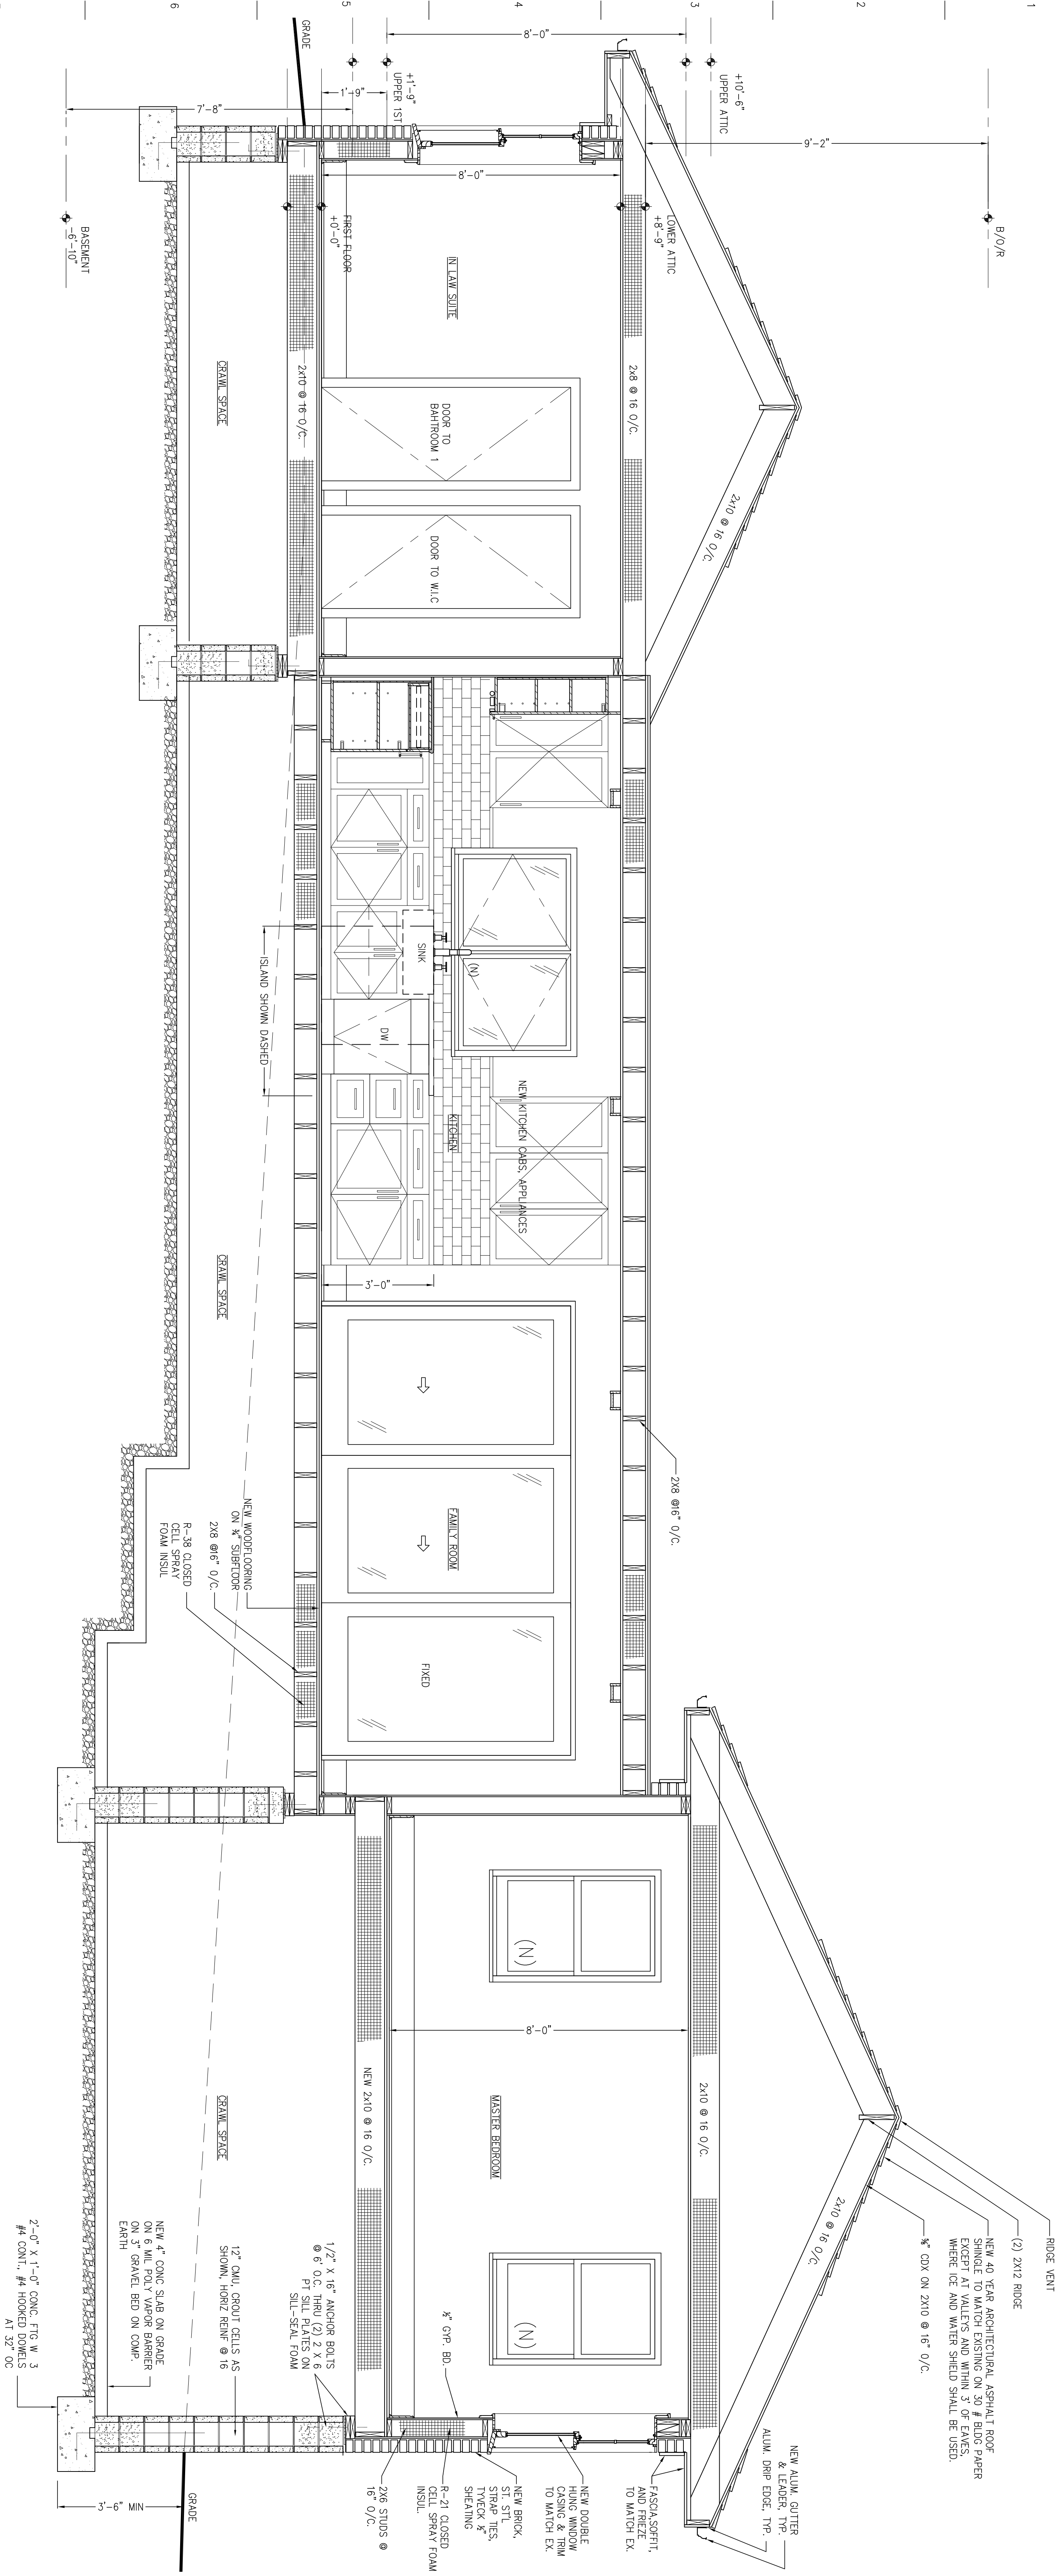 1
2
3
4
5
6
RIDGE VENT
(2) 2X12 RIDGE
NEW 40 YEAR ARCHITECTURAL ASPHALT ROOF
SHINGLE TO MATCH EXISTING ON 30 # BLDG PAPER
EXCEPT AT VALLEYS AND WITHIN 3' OF EAVES,
WHERE ICE AND WATER SHIELD SHALL BE USED.
CDX ON 2X10 @ 16" O/C.
NEW ALUM. GUTTER
& LEADER, TYP.
ALUM. DRIP EDGE, TYP.
B/O/R
9'-2"
+10'-6"
UPPER ATTIC
8'-0"
LOWER ATTIC
+8'-9"
+1'-9"
UPPER 1ST
1'-9"
8'-0"
FIRST FLOOR
+0'-0"
GRADE
7'-8"
BASEMENT
-6'-10"
2x10 @ 16 O/C.
2x8 @ 16 O/C.
IN LAW SUITE
DOOR TO
BAHTROOM 1
DOOR TO W.I.C
2x10 @ 16 O/C.
CRAWL SPACE
SINK
(N)
DW
NEW KITCHEN CABS, APPLIANCES
KITCHEN
3'-0"
ISLAND SHOWN DASHED
CRAWL SPACE
2X8 @16" O/C.
FAMILY ROOM
FIXED
NEW WOODFLOORING
ON ¾" SUBFLOOR
2X8 @16" O/C.
R-38 CLOSED
CELL SPRAY
FOAM INSUL
2x10 @ 16 O/C.
2x10 @ 16 O/C.
(N)
(N)
8'-0"
MASTER BEDROOM
NEW 2x10 @ 16 O/C.
CRAWL SPACE
FASCIA,SOFFIT,
AND FRIEZE
TO MATCH EX.
NEW DOUBLE
HUNG WINDOW
CASING & TRIM
TO MATCH EX.
NEW BRICK,
ST. ST'L
STRAP TIES,
TYVECK
SHEATING
GYP. BD.
R-21 CLOSED
CELL SPRAY FOAM
INSUL.
2X6 STUDS @
16" O/C.
1/2" X 16" ANCHOR BOLTS
@ 6' O.C. THRU (2) 2 X 6
PT SILL PLATES ON
SILL-SEAL FOAM
12" CMU, CROUT CELLS AS
SHOWN, HORIZ REINF @ 16
NEW 4" CONC SLAB ON GRADE
ON 6 MIL POLY VAPOR BARRIER
ON 3" GRAVEL BED ON COMP.
EARTH
2'-0" X 1'-0" CONC. FTG W 3
#4 CONT., #4 HOOKED DOWELS
AT 32" OC
GRADE
3'-6" MIN